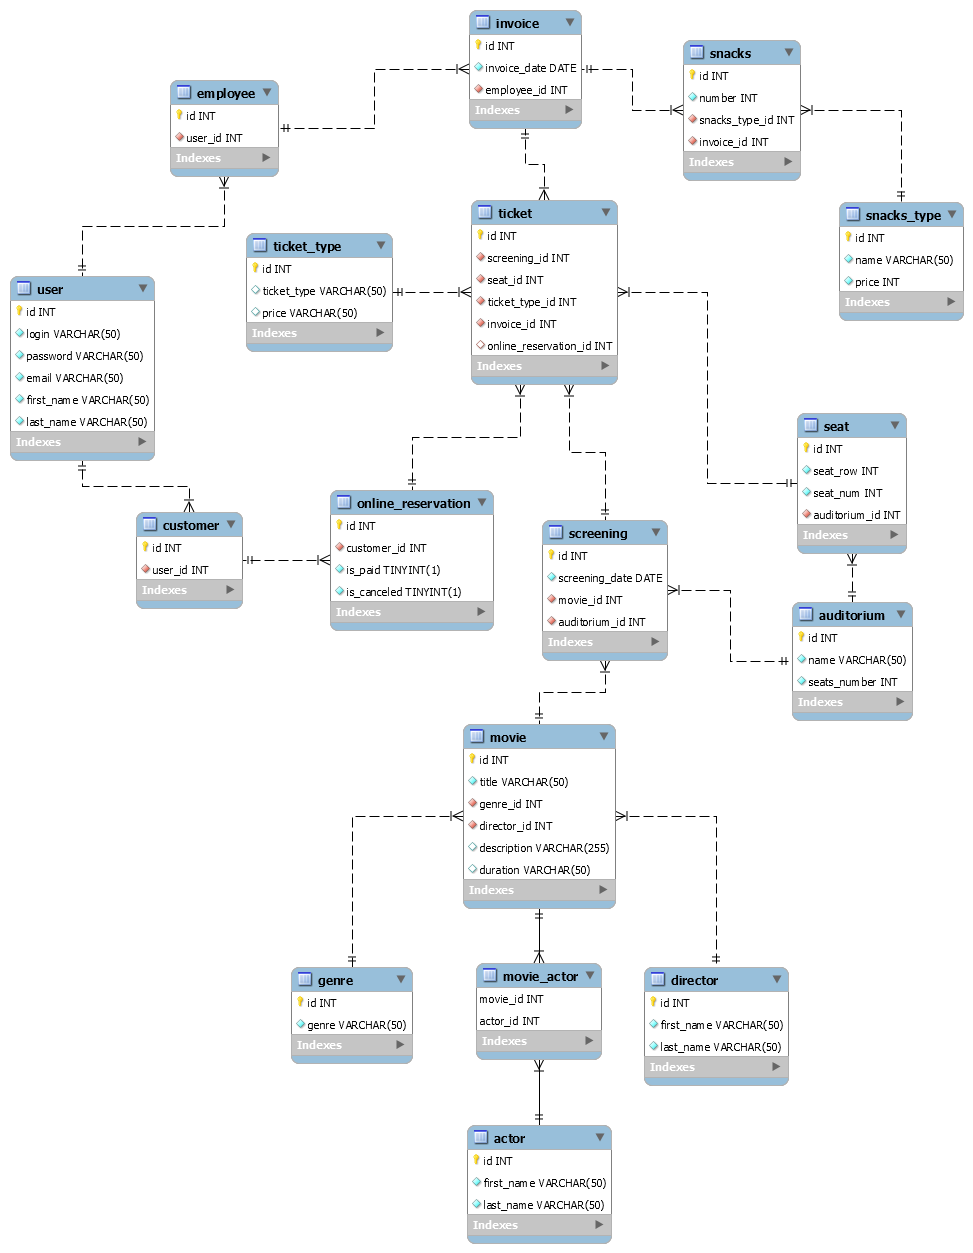 invoice
id INT
invoice_date DATE
employee_id INT
Indexes
snacks
id INT
number INT
snacks_type_id INT
invoice_id INT
Indexes
employee
id INT
user_id INT
Indexes
ticket
id INT
screening_id INT
seat_id INT
ticket_type_id INT
invoice_id INT
online_reservation_id INT
Indexes
snacks_type
id INT
name VARCHAR(50)
price INT
Indexes
ticket_type
id INT
ticket_type VARCHAR(50)
price VARCHAR(50)
Indexes
user
id INT
login VARCHAR(50)
password VARCHAR(50)
email VARCHAR(50)
first_name VARCHAR(50)
last_name VARCHAR(50)
Indexes
seat
id INT
seat_row INT
seat_num INT
auditorium_id INT
Indexes
customer
id INT
user_id INT
Indexes
online_reservation
id INT
customer_id INT
is_paid TINYINT(1)
is_canceled TINYINT(1)
Indexes
screening
id INT
screening_date DATE
movie_id INT
auditorium_id INT
Indexes
auditorium
id INT
name VARCHAR(50)
seats_number INT
Indexes
movie
id INT
title VARCHAR(50)
genre_id INT
director_id INT
description VARCHAR(255)
duration VARCHAR(50)
Indexes
genre
id INT
genre VARCHAR(50)
Indexes
movie_actor
movie_id INT
actor_id INT
Indexes
director
id INT
first_name VARCHAR(50)
last_name VARCHAR(50)
Indexes
actor
id INT
first_name VARCHAR(50)
last_name VARCHAR(50)
Indexes